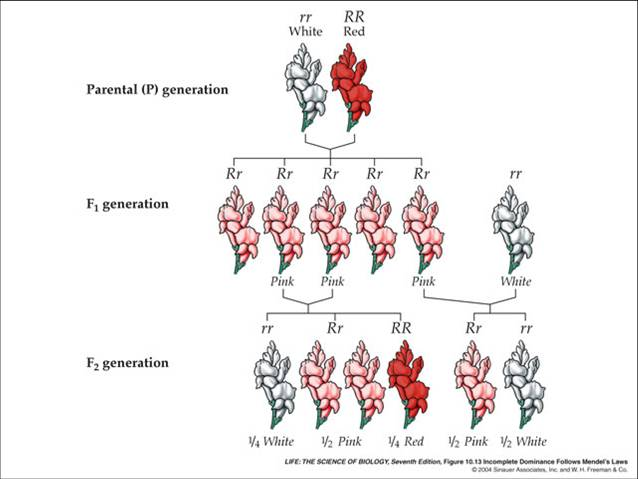 rr RR
White Red
Parental (P) generation
Rr Rr Rr Rr Rr rr
F₁ generation
Pink Pink Pink White
rr Rr RR Rr rr
F₂ generation
1/4 White 1/2 Pink 1/4 Red 1/2 Pink 1/2 White
LIFE: THE SCIENCE OF BIOLOGY, Seventh Edition, Figure 10.13 Incomplete Dominance Follows Mendel's Laws
© 2004 Sinauer Associates, Inc. and W. H. Freeman & Co.